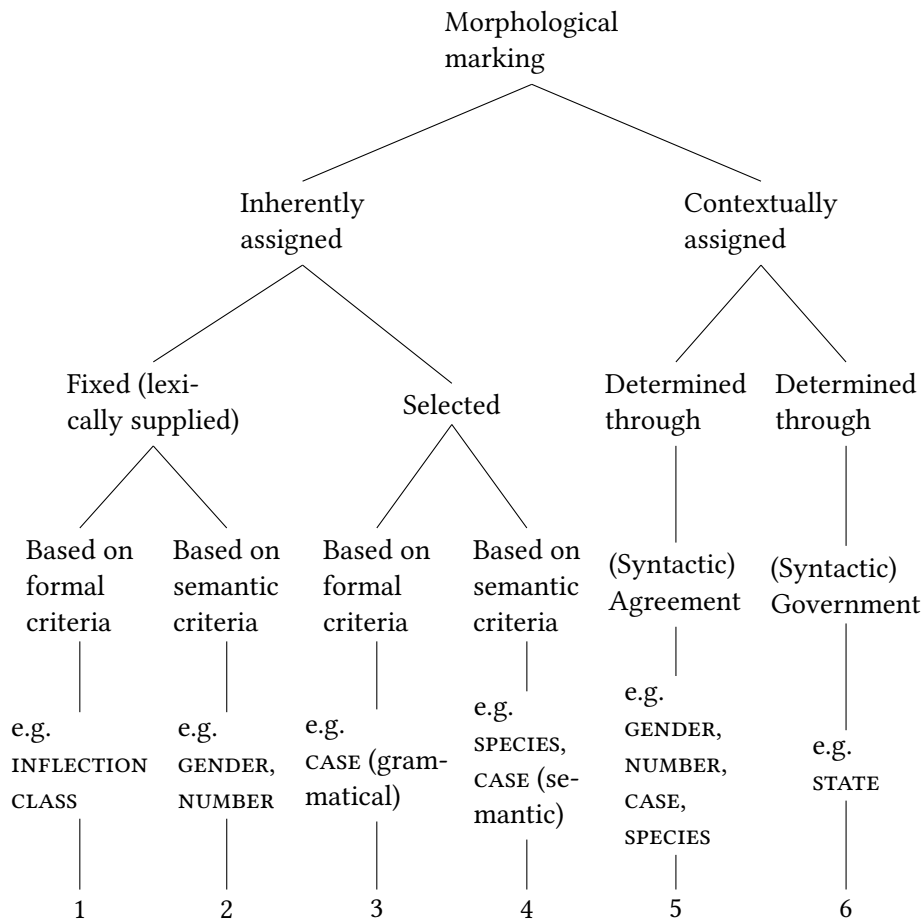 Morphological
marking
Inherently
assigned
Contextually
assigned
Fixed (lexi-
cally supplied)
Selected
Determined
through
Determined
through
Based on
formal
criteria
Based on
semantic
criteria
Based on
formal
criteria
Based on
semantic
criteria
(Syntactic)
Agreement
(Syntactic)
Government
e.g.
INFLECTION
CLASS
e.g.
GENDER,
NUMBER
e.g.
CASE (gram-
matical)
e.g.
SPECIES,
CASE (se-
mantic)
e.g.
GENDER,
NUMBER,
CASE,
SPECIES
e.g.
STATE
1 2 3 4 5 6